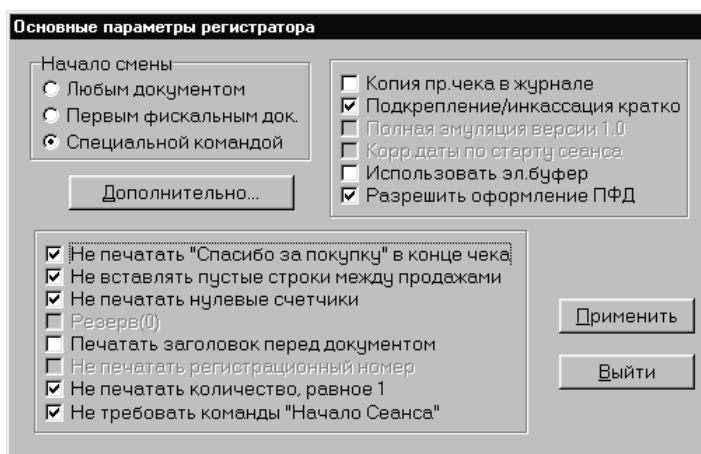 Основные параметры регистратора
Начало смены
Любым документом
Первым фискальным док.
Специальной командой
Дополнительно...
Копия пр.чека в журнале
Подкрепление/инкассация кратко
Полная эмуляция версии 1.0
Корр.даты по старту сеанса
Использовать эл.буфер
Разрешить оформление ПФД
Не печатать "Спасибо за покупку" в конце чека
Не вставлять пустые строки между продажами
Не печатать нулевые счетчики
Резерв(0)
Печатать заголовок перед документом
Не печатать регистрационный номер
Не печатать количество, равное 1
Не требовать команды "Начало Сеанса"
Применить
Выйти